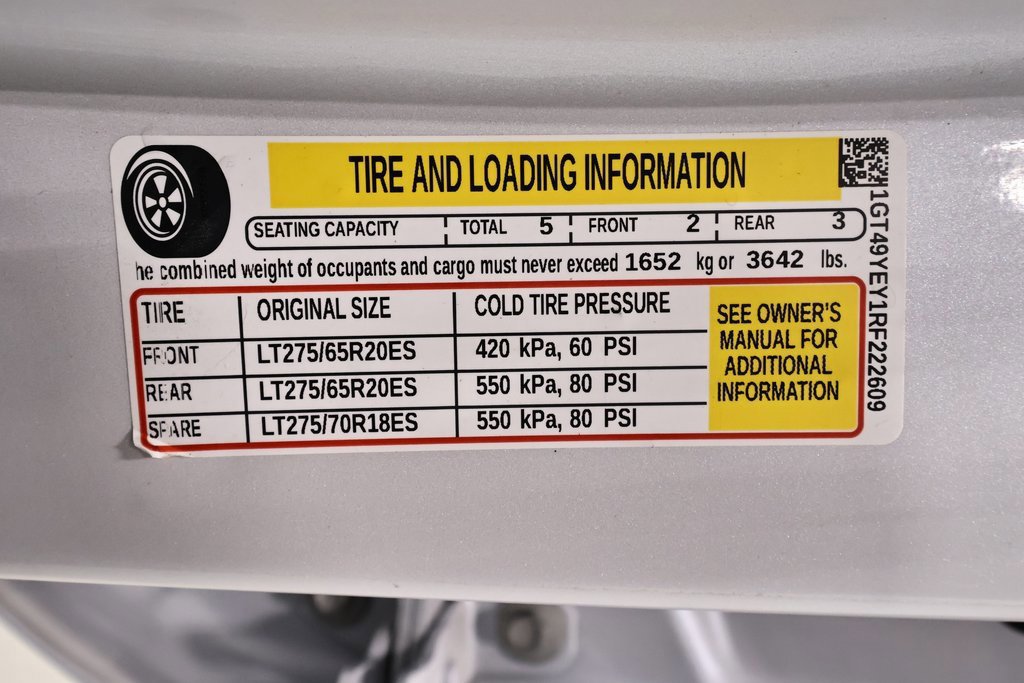 TIRE AND LOADING INFORMATION
SEATING CAPACITY TOTAL 5 FRONT 2 REAR 3
he combined weight of occupants and cargo must never exceed 1652 kg or 3642 lbs.
TIRE ORIGINAL SIZE COLD TIRE PRESSURE
FRONT LT275/65R20ES 420 kPa, 60 PSI
REAR LT275/65R20ES 550 kPa, 80 PSI
SPARE LT275/70R18ES 550 kPa, 80 PSI
SEE OWNER'S
MANUAL FOR
ADDITIONAL
INFORMATION
1GT49YEY1RF222609